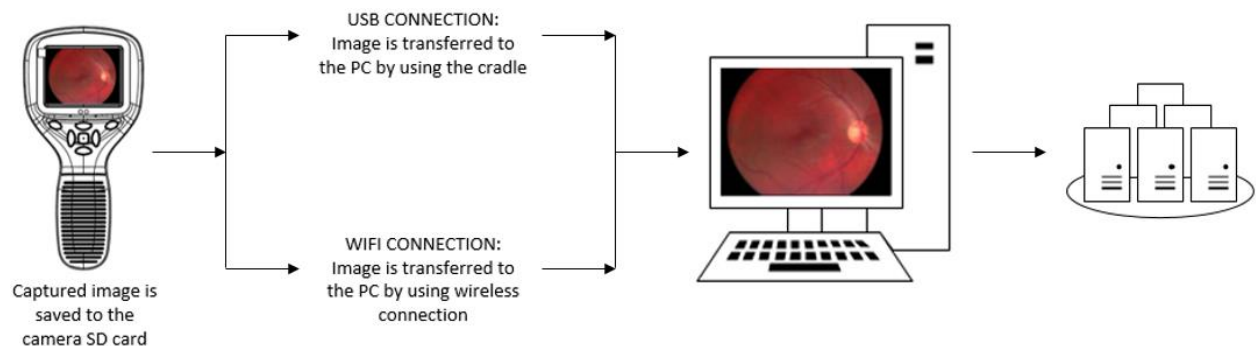 USB CONNECTION:
Image is transferred to
the PC by using the cradle
WIFI CONNECTION:
Image is transferred to
the PC by using wireless
connection
Captured image is
saved to the
camera SD card